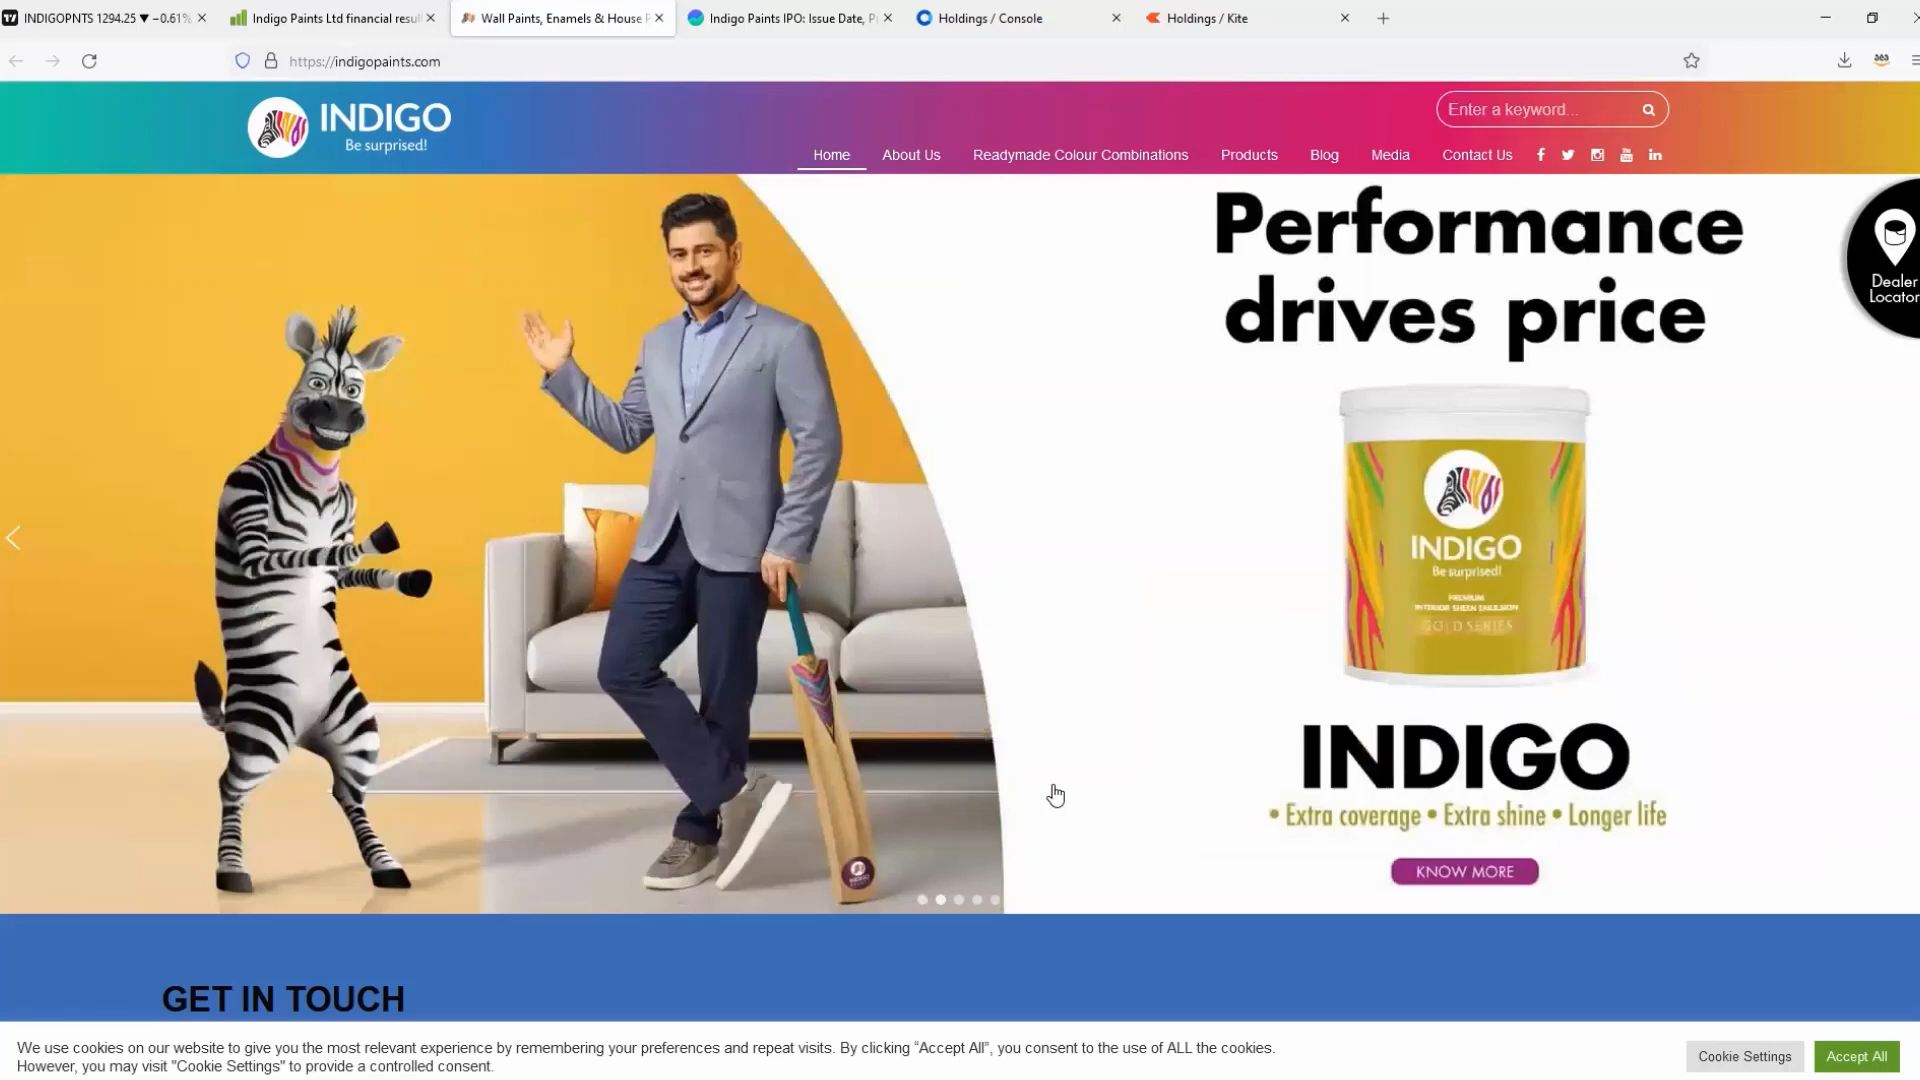 INDIGOPNTS 1294.25 ▼ −0.61%
Indigo Paints Ltd financial resul
Wall Paints, Enamels & House P
Indigo Paints IPO: Issue Date, P
Holdings / Console
Holdings / Kite
https://indigopaints.com
INDIGO
Be surprised!
Enter a keyword...
Home
About Us
Readymade Colour Combinations
Products
Blog
Media
Contact Us
Performance
drives price
Dealer
Locator
INDIGO
Be surprised!
PREMIUM
INTERIOR SHEEN EMULSION
GOLD SERIES
INDIGO
• Extra coverage • Extra shine • Longer life
KNOW MORE
GET IN TOUCH
We use cookies on our website to give you the most relevant experience by remembering your preferences and repeat visits. By clicking “Accept All”, you consent to the use of ALL the cookies.
However, you may visit "Cookie Settings" to provide a controlled consent.
Cookie Settings
Accept All